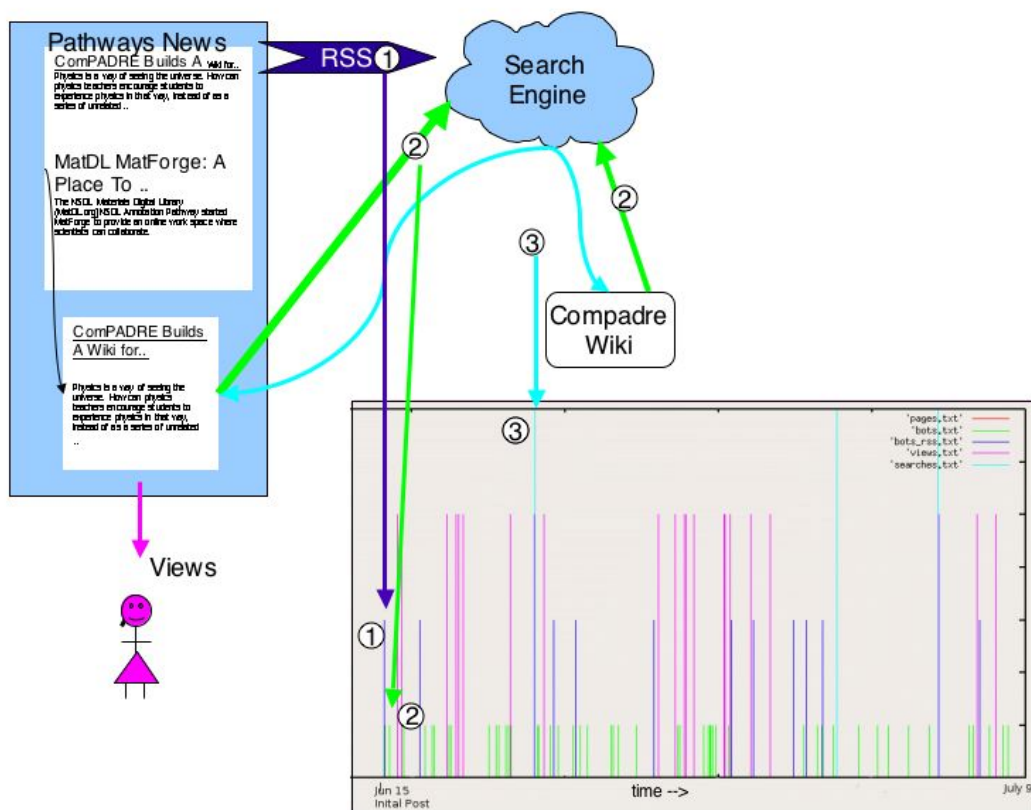 Pathways News
ComPADRE Builds A Wiki for..
Physics is a way of seeing the universe. How can
physics teachers encourage students to
experience physics in that way, instead of as a
series of unrelated ..
MatDL MatForge: A
Place To ..
The NSDL Materials Digital Library
(MatDL.org)NSDL Annotation Pathway started
MatForge to provide an online work space where
scientists can collaborate.
ComPADRE Builds
A Wiki for..
Physics is a way of seeing the
universe. How can physics
teachers encourage students to
experience physics in that way,
instead of as a series of unrelated
..
Views
RSS
1
Search
Engine
2
2
3
Compadre
Wiki
3
'pages.txt'
'bots.txt'
'bots_rss.txt'
'views.txt'
'searches.txt'
1
2
Jun 15
Inital Post
time -->
July 9